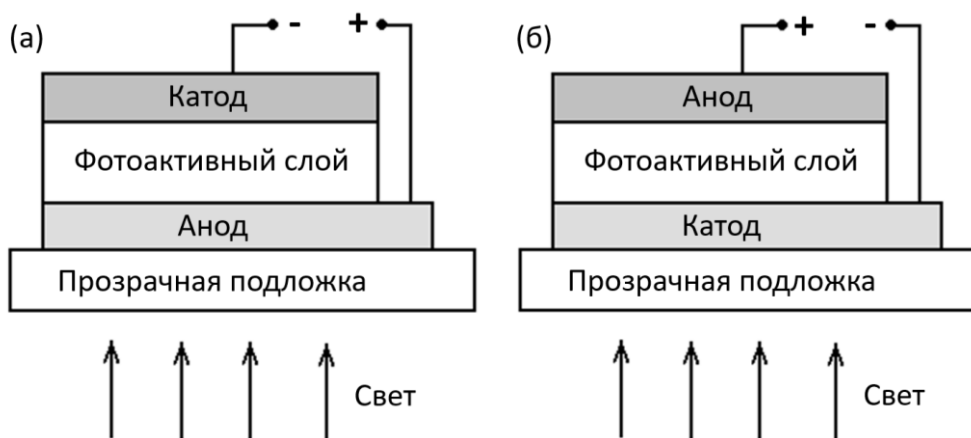 (а) - +
Катод
Фотоактивный слой
Анод
Прозрачная подложка
Свет
(б) + -
Анод
Фотоактивный слой
Катод
Прозрачная подложка
Свет